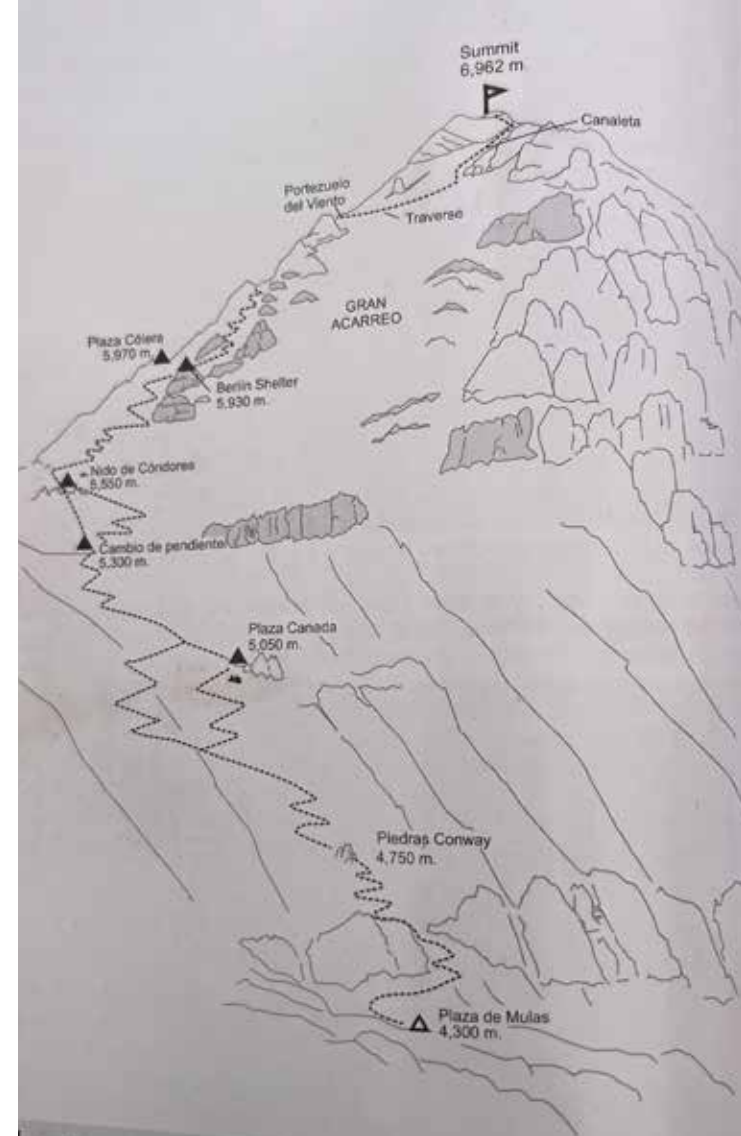 Summit
6,962 m.
Canaleta
Portezuelo
del Viento
Traverse
GRAN
ACARREO
Plaza Cólera
5,970 m.
Berlín Shelter
5,930 m.
Nido de Cóndores
5,550 m.
Cambio de pendiente
5,300 m.
Plaza Canada
5,050 m.
Piedras Conway
4,750 m.
Plaza de Mulas
4,300 m.